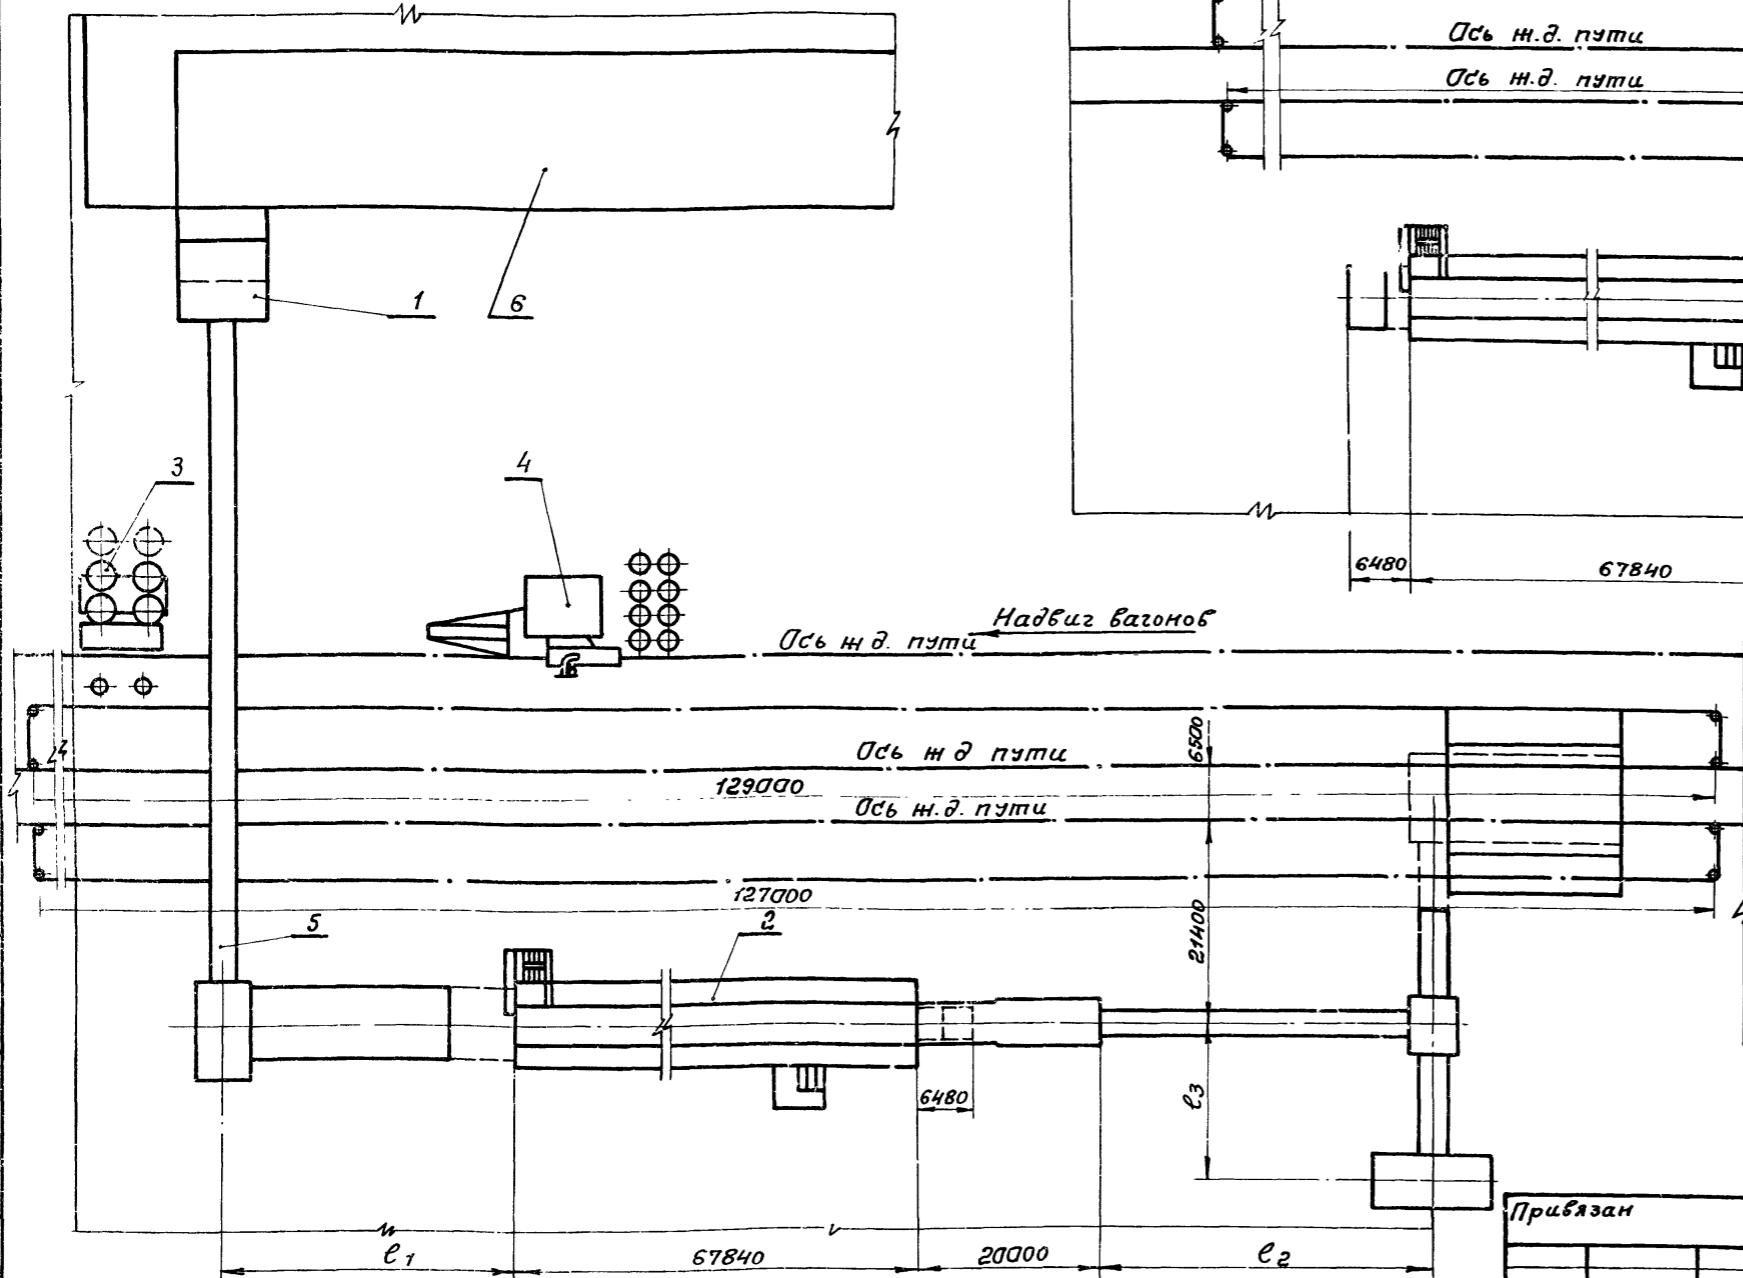 Ось ж.д. пути
Ось ж.д. пути
1
6
3
4
6480
67840
Надвиг вагонов
Ось ж д. пути
6500
Ось ж д пути
129000
Ось ж.д. пути
127000
5
2
21400
6480
l3
Привязан
l1
67840
20000
l2